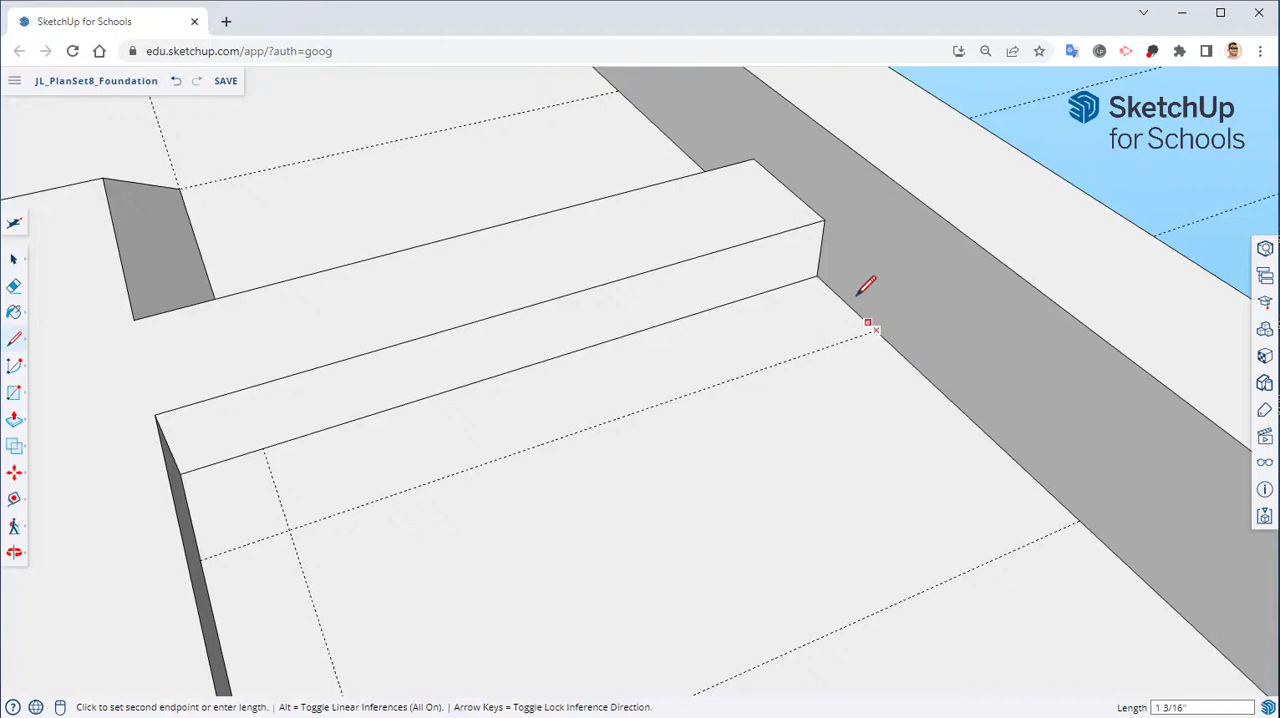 SketchUp for Schools
edu.sketchup.com/app/?auth=goog
JL_PlanSet8_Foundation
SAVE
SketchUp
for Schools
Click to set second endpoint or enter length. | Alt = Toggle Linear Inferences (All On). | Arrow Keys = Toggle Lock Inference Direction.
Length
1 3/16"